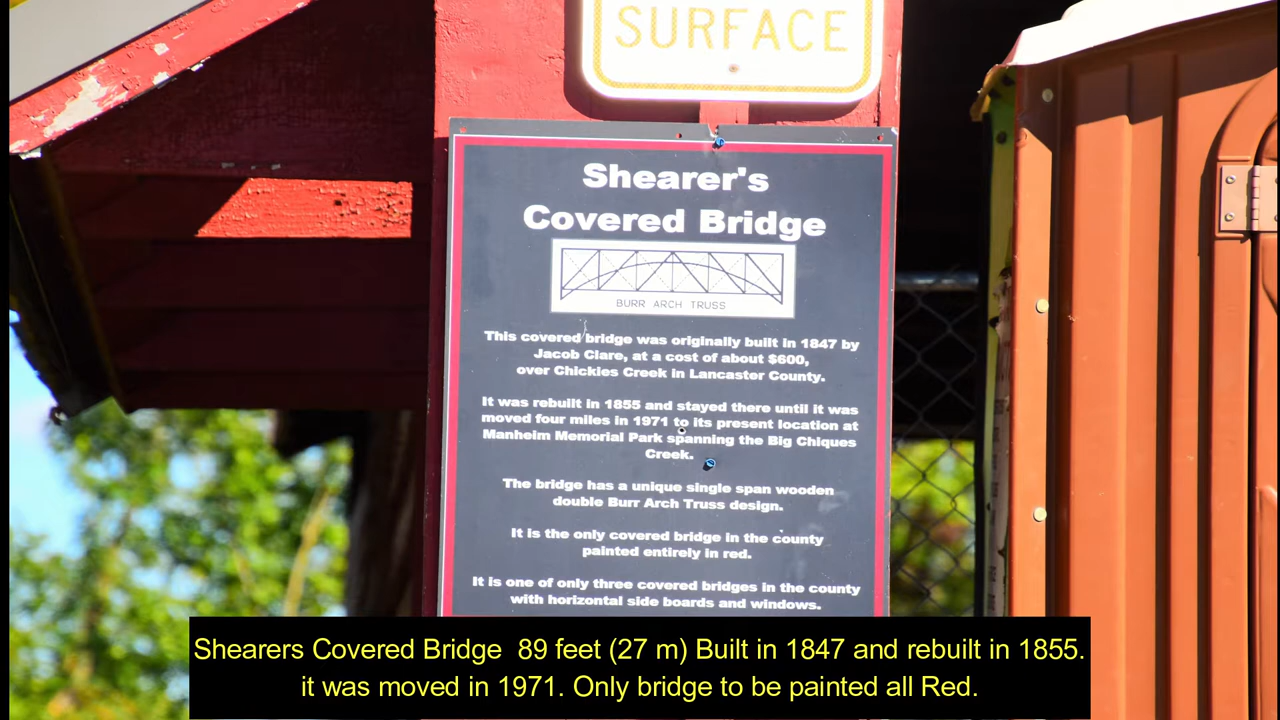 SURFACE
Shearer's
Covered Bridge
BURR ARCH TRUSS
This covered bridge was originally built in 1847 by
Jacob Clare, at a cost of about $600,
over Chickies Creek in Lancaster County.
It was rebuilt in 1855 and stayed there until it was
moved four miles in 1971 to its present location at
Manheim Memorial Park spanning the Big Chiques
Creek.
The bridge has a unique single span wooden
double Burr Arch Truss design.
It is the only covered bridge in the county
painted entirely in red.
It is one of only three covered bridges in the county
with horizontal side boards and windows.
Shearers Covered Bridge 89 feet (27 m) Built in 1847 and rebuilt in 1855.
it was moved in 1971. Only bridge to be painted all Red.